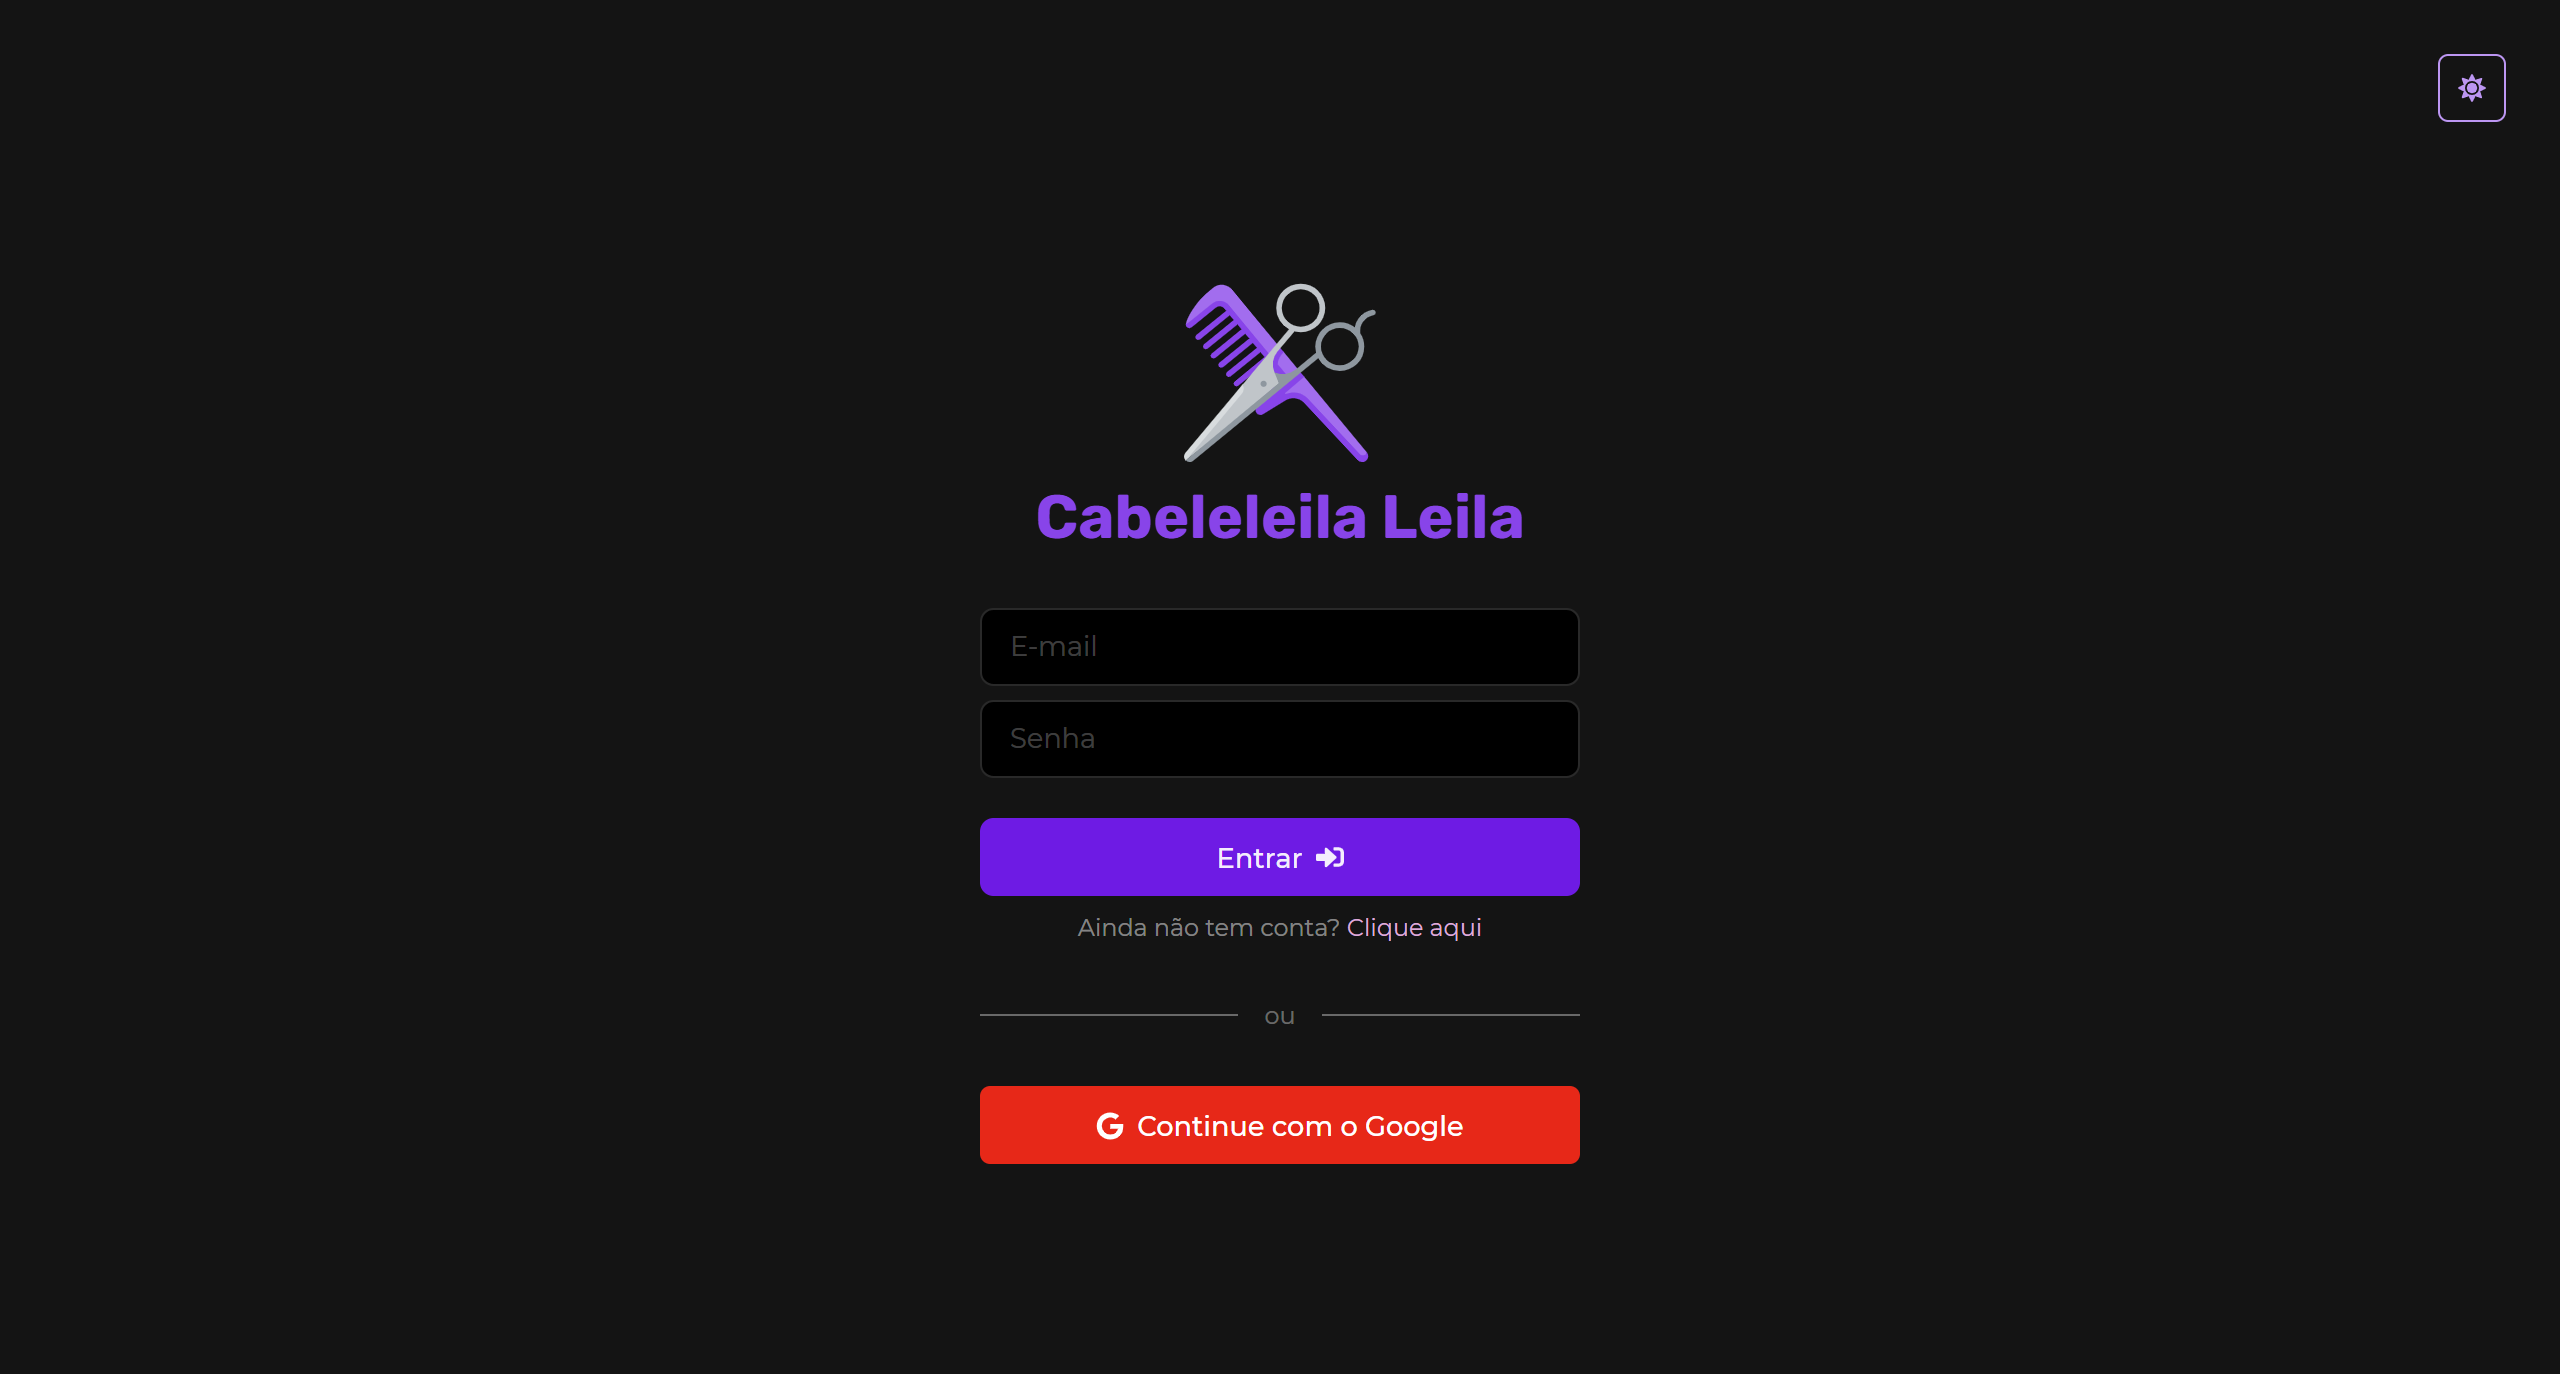 Cabeleleila Leila
E-mail
Senha
Entrar
Ainda não tem conta? Clique aqui
ou
Continue com o Google